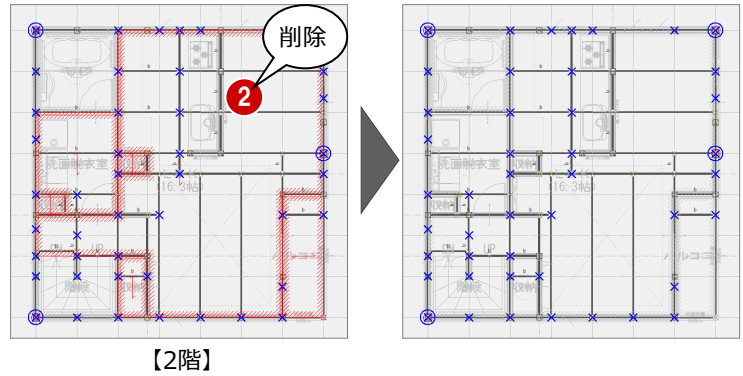 削除
2
洗面脱衣室
(16.3帖)
収納
UP
階段
収納
バルコニー
洗面脱衣室
(16.3帖)
収納
UP
階段
収納
バルコニー
【2階】